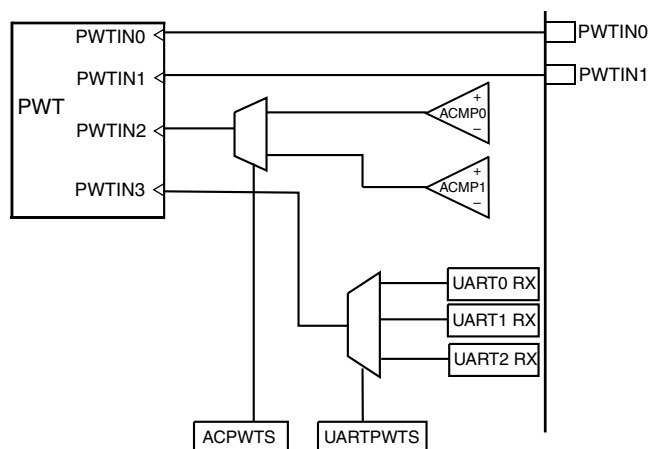 PWTIN0
PWTIN0
PWTIN1
PWTIN1
PWT
PWTIN2
+
ACMP0
−
PWTIN3
+
ACMP1
−
UART0 RX
UART1 RX
UART2 RX
ACPWTS
UARTPWTS